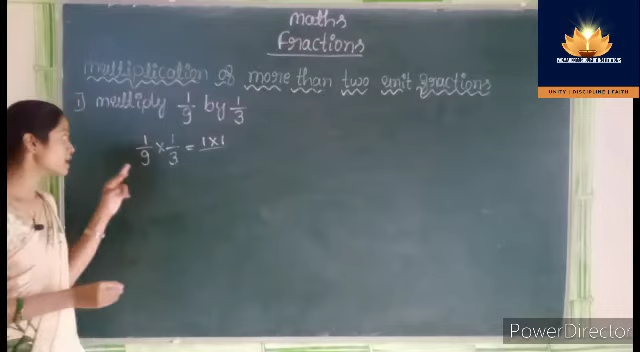 Maths
Fractions
Multiplication of more than two unit fractions
1) Multiply 1/9 by 1/3
1/9 × 1/3 = 1×1
UNITY | DISCIPLINE | FAITH
PowerDirector